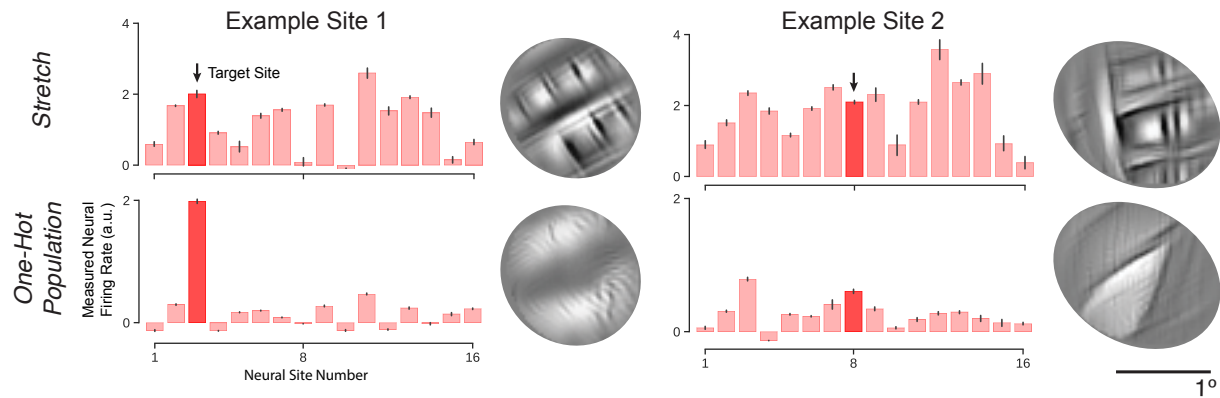 Example Site 1
Example Site 2
Stretch
4
2
0
Target Site
4
2
0
One-Hot
Population
Measured Neural
Firing Rate (a.u.)
2
0
1
8
16
Neural Site Number
2
0
1
8
16
1º